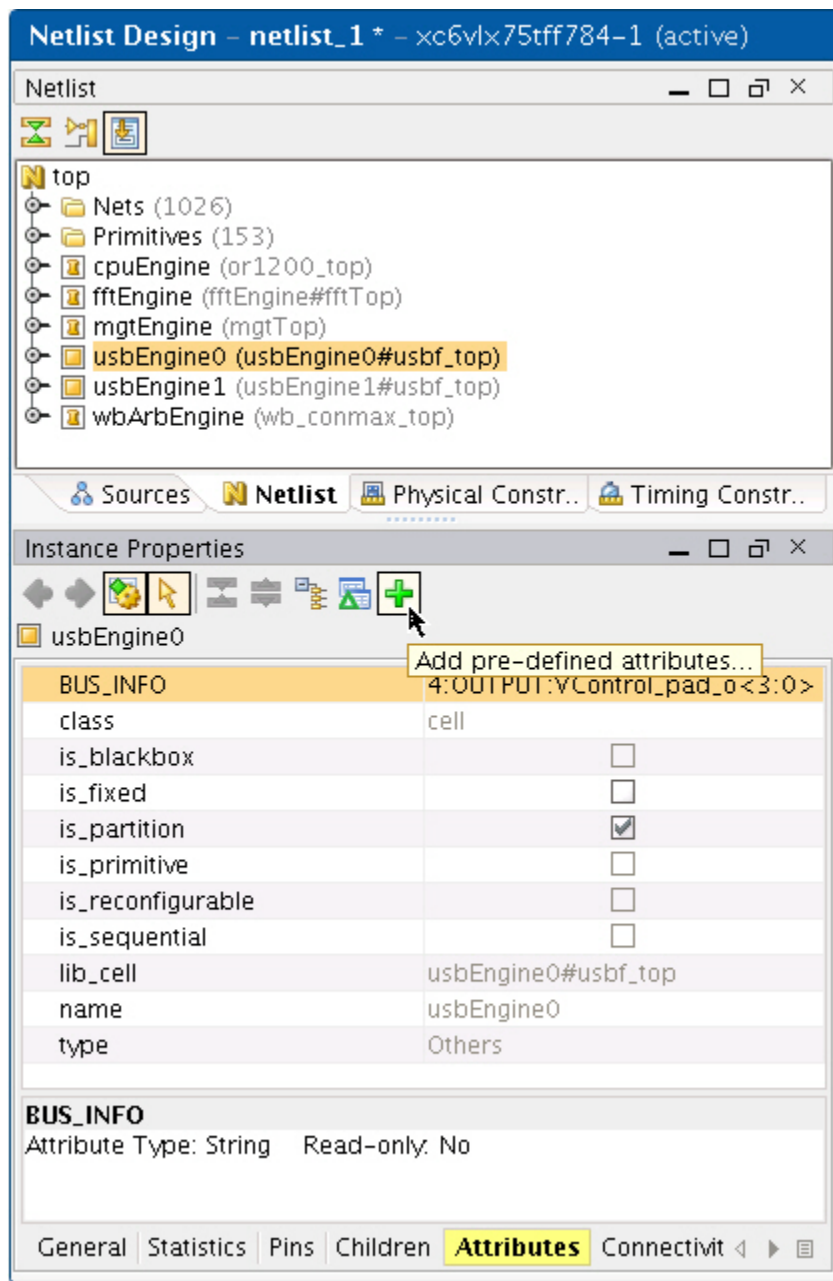 Netlist Design – netlist_1 * – xc6vlx75tff784–1 (active)
Netlist
top
Nets (1026)
Primitives (153)
cpuEngine (or1200_top)
fftEngine (fftEngine#fftTop)
mgtEngine (mgtTop)
usbEngine0 (usbEngine0#usbf_top)
usbEngine1 (usbEngine1#usbf_top)
wbArbEngine (wb_conmax_top)
Sources Netlist Physical Constr.. Timing Constr..
Instance Properties
usbEngine0
Add pre-defined attributes...
BUS_INFO 4:OUTPUT:VControl_pad_o<3:0>
class cell
is_blackbox
is_fixed
is_partition
is_primitive
is_reconfigurable
is_sequential
lib_cell usbEngine0#usbf_top
name usbEngine0
type Others
BUS_INFO
Attribute Type: String Read-only: No
General Statistics Pins Children Attributes Connectivit